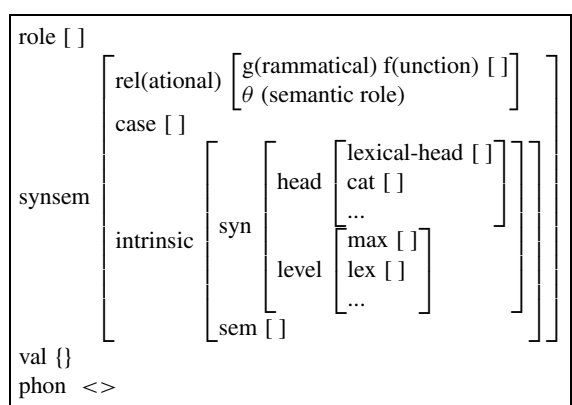 role [ ]
rel(ational) g(rammatical) f(unction) [ ]
θ (semantic role)
case [ ]
lexical-head [ ]
head cat [ ]
...
synsem
intrinsic syn
max [ ]
level lex [ ]
...
sem [ ]
val {}
phon <>